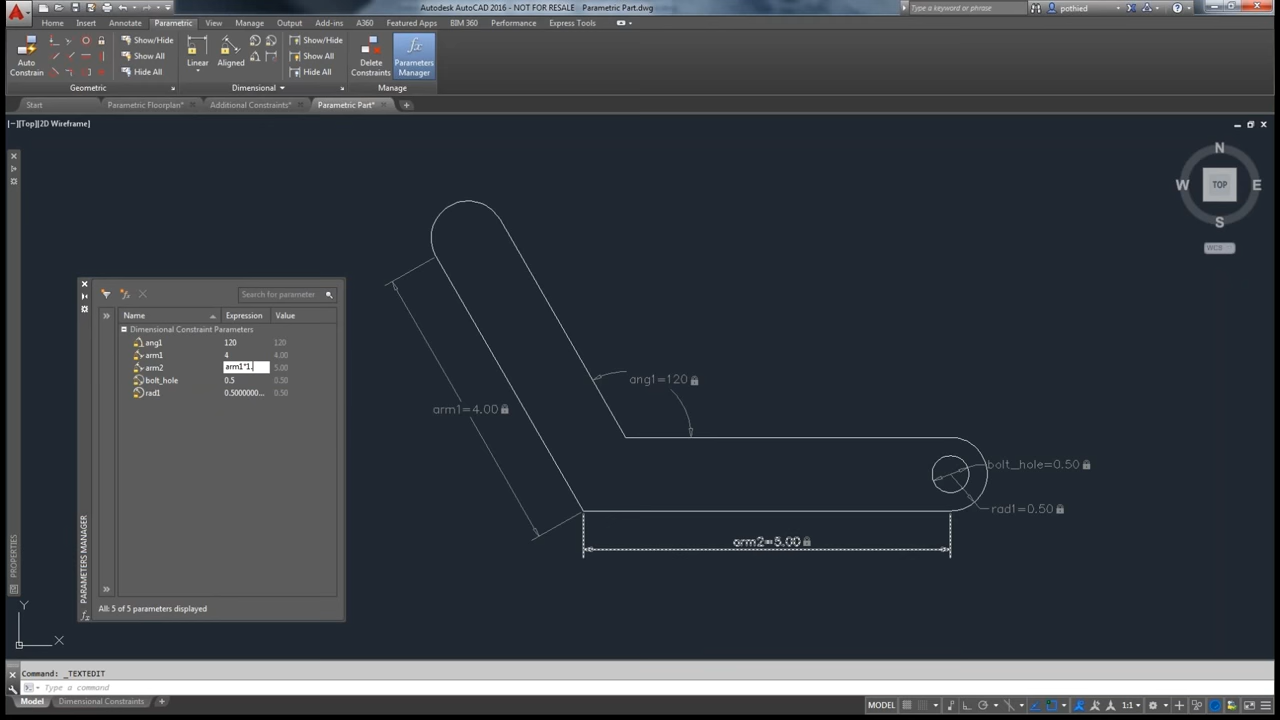 Autodesk AutoCAD 2016 - NOT FOR RESALE Parametric Part.dwg
Type a keyword or phrase
pothied
Home Insert Annotate Parametric View Manage Output Add-ins A360 Featured Apps BIM 360 Performance Express Tools
Auto Constrain
Show/Hide
Show All
Hide All
Linear
Aligned
Show/Hide
Show All
Hide All
Delete Constraints
Parameters Manager
Geometric
Dimensional
Manage
Start
Parametric Floorplan*
Additional Constraints*
Parametric Part*
[−][Top][2D Wireframe]
N
W
TOP
E
S
WCS
Search for parameter
Name Expression Value
Dimensional Constraint Parameters
ang1 120 120
arm1 4 4.00
arm2 arm1*1. 5.00
bolt_hole 0.5 0.50
rad1 0.5000000... 0.50
All: 5 of 5 parameters displayed
PARAMETERS MANAGER
PROPERTIES
ang1=120
arm1=4.00
bolt_hole=0.50
rad1=0.50
arm2=5.00
Y
X
Command: _TEXTEDIT
Type a command
Model
Dimensional Constraints
MODEL
1:1